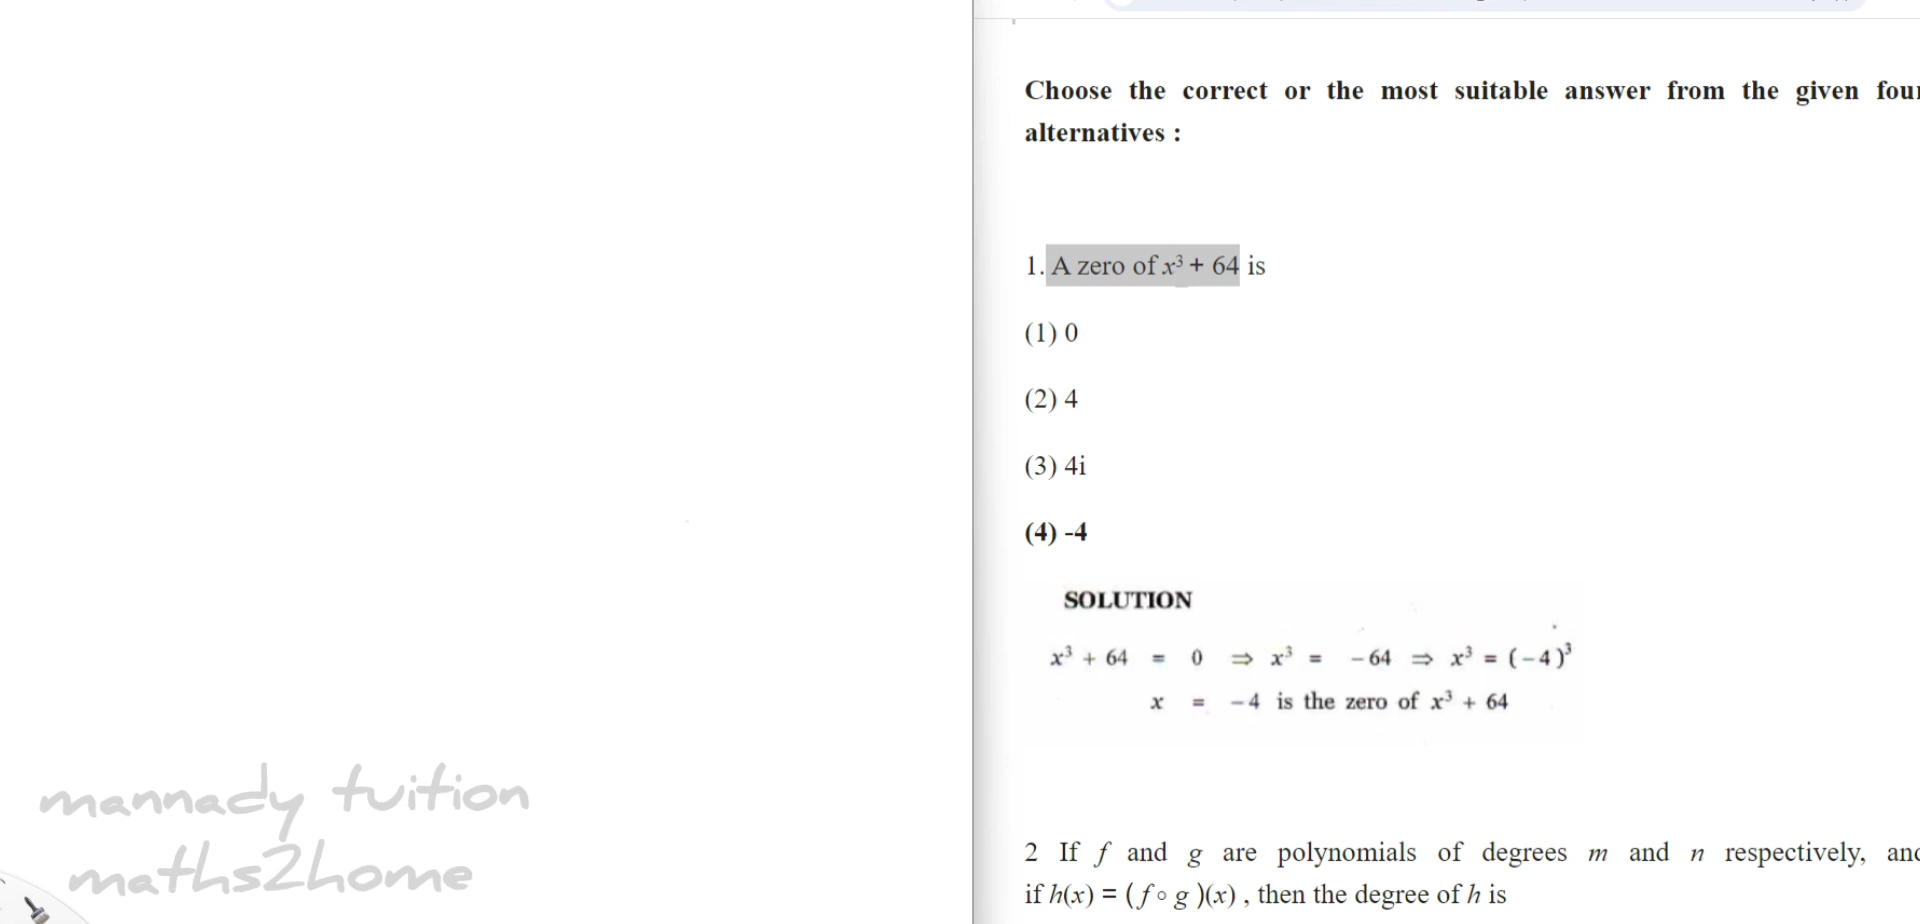 Choose the correct or the most suitable answer from the given four
alternatives :
1. A zero of x³ + 64 is
(1) 0
(2) 4
(3) 4i
(4) -4
SOLUTION
x³ + 64 = 0 ⇒ x³ = - 64 ⇒ x³ = (- 4)³
x = - 4 is the zero of x³ + 64
2 If f and g are polynomials of degrees m and n respectively, and
if h(x) = ( f ∘ g )(x) , then the degree of h is
mannady tuition
maths2home